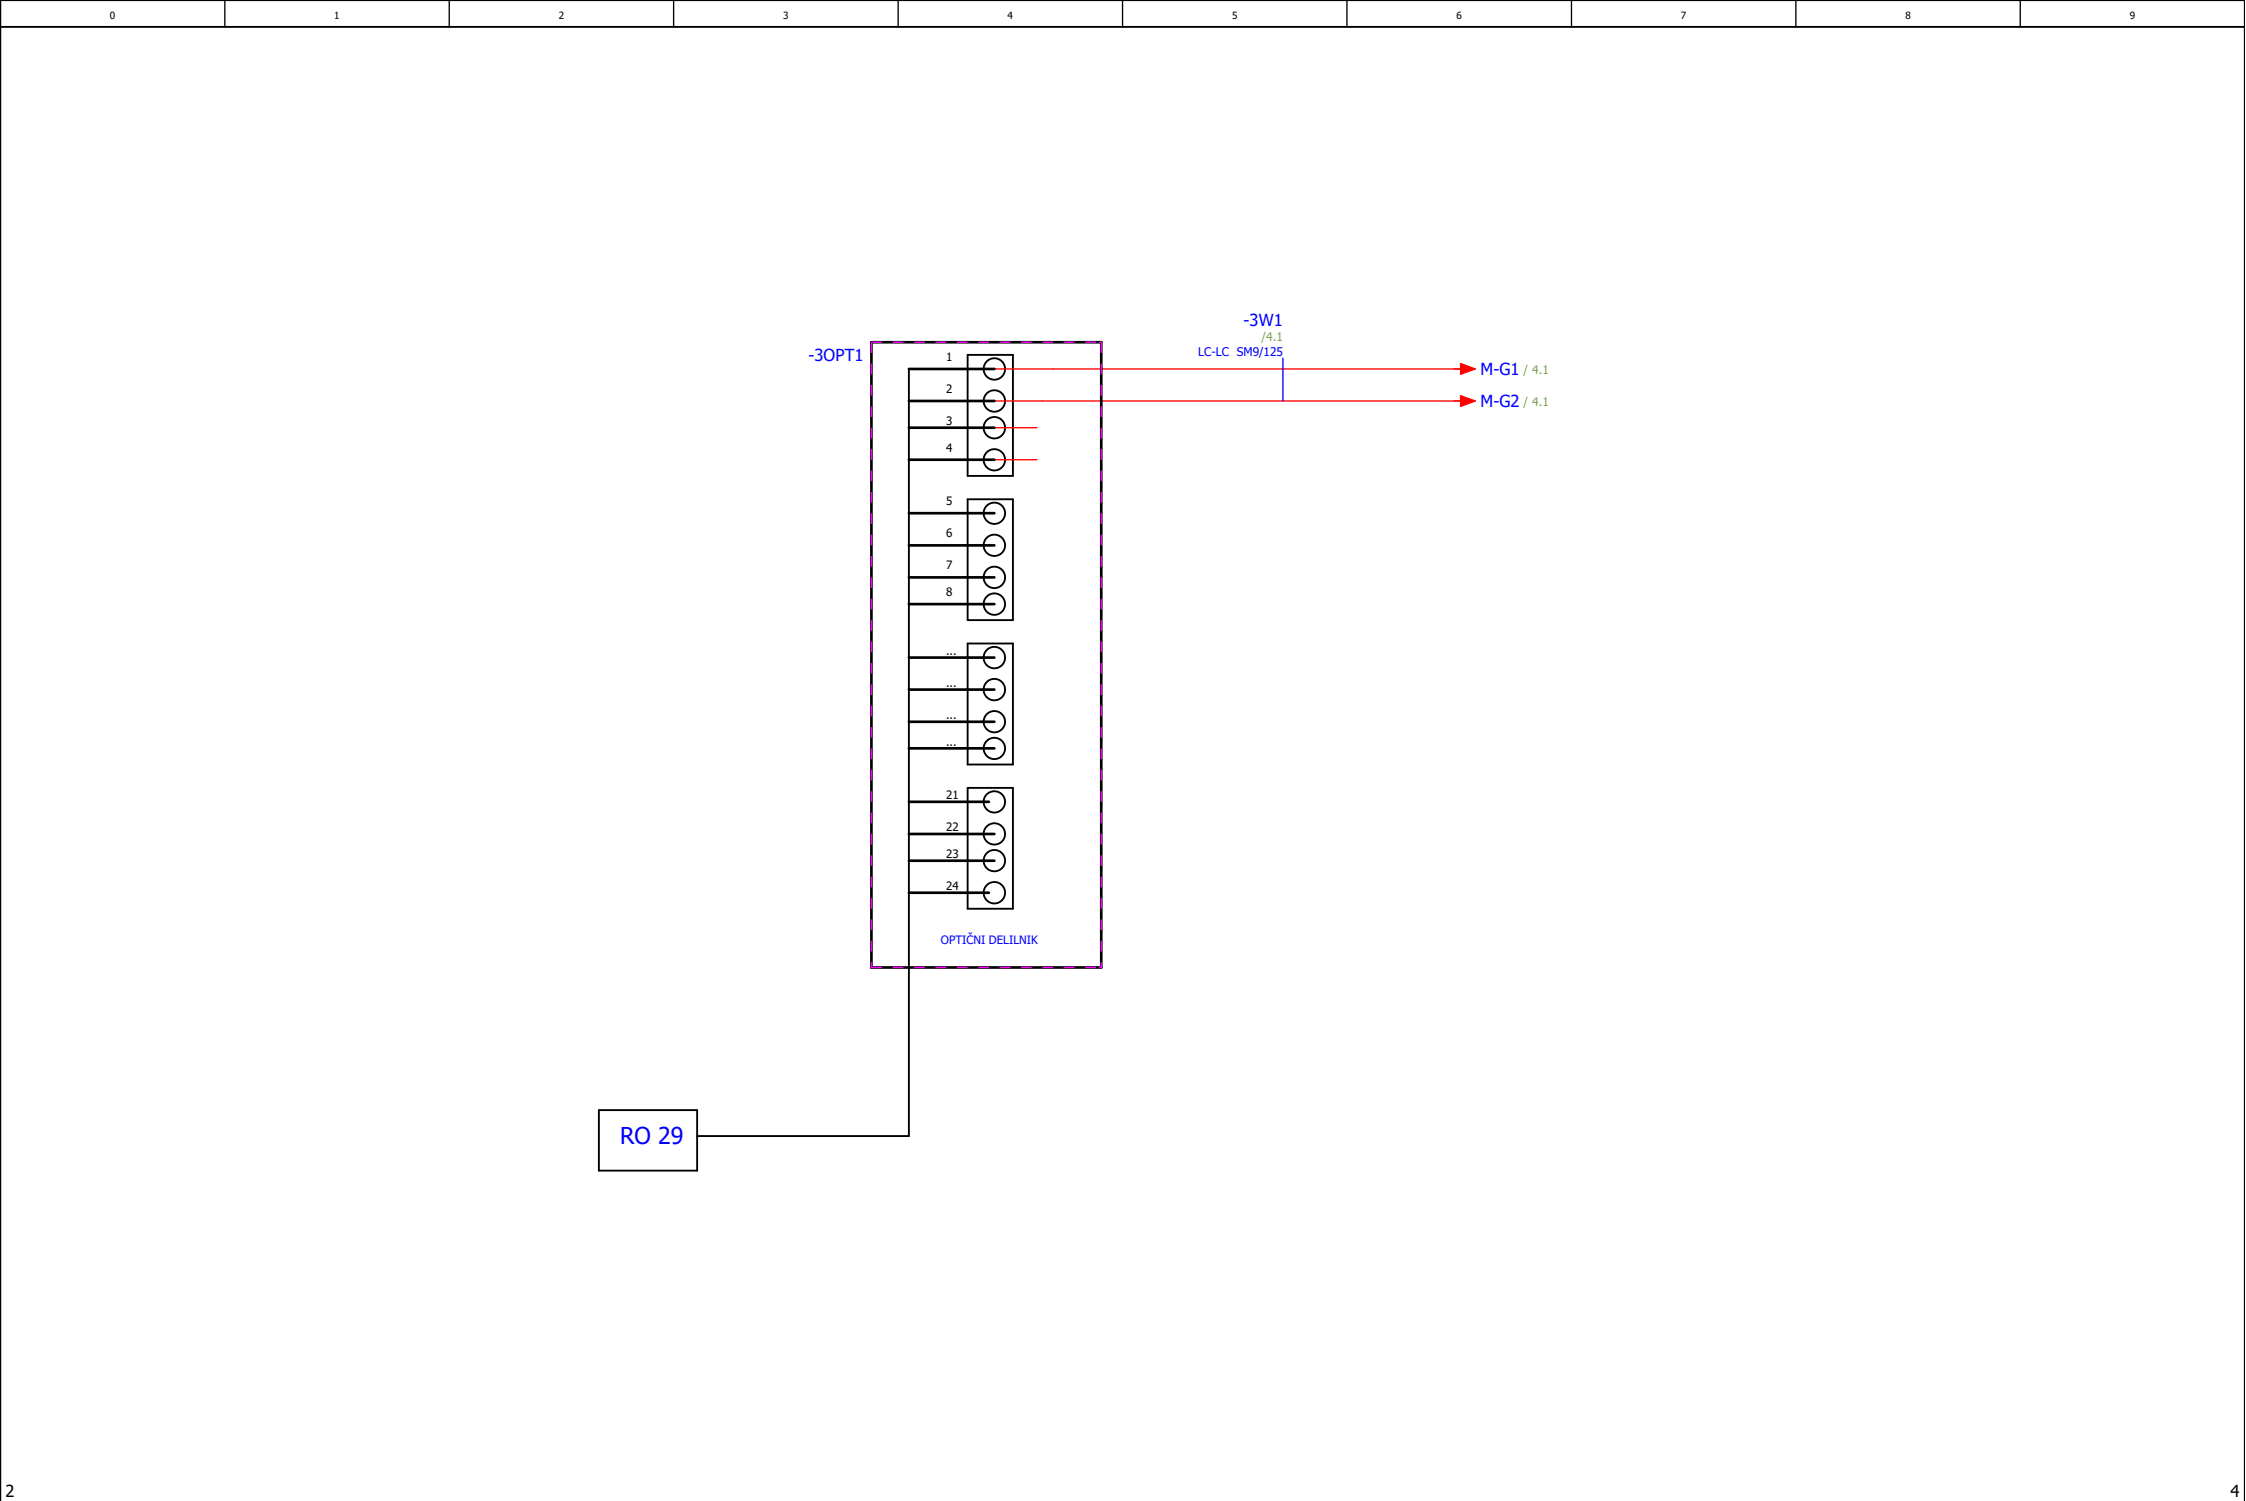 0 1 2 3 4 5 6 7 8 9
-3W1
/4.1
LC-LC SM9/125
-3OPT1
1
M-G1 / 4.1
2
M-G2 / 4.1
3
4
5
6
7
8
...
...
...
...
21
22
23
24
OPTIČNI DELILNIK
RO 29
2
4